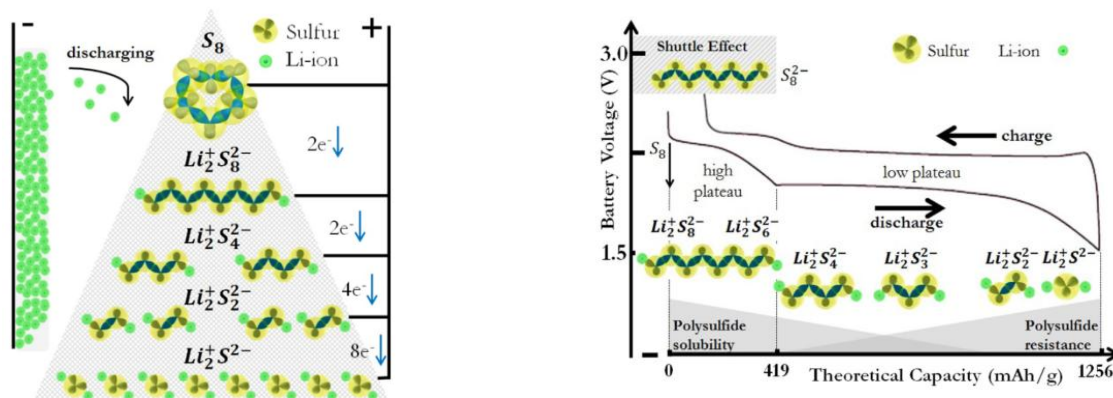 -
+
S₈
Sulfur
Li-ion
discharging
2e⁻
Li₂⁺S₈²⁻
2e⁻
Li₂⁺S₄²⁻
4e⁻
Li₂⁺S₂²⁻
8e⁻
Li₂⁺S²⁻
Battery Voltage (V)
3.0
1.5
Shuttle Effect
S₈²⁻
Sulfur
Li-ion
charge
S₈
high
plateau
low plateau
discharge
Li₂⁺S₈²⁻
Li₂⁺S₆²⁻
Li₂⁺S₄²⁻
Li₂⁺S₃²⁻
Li₂⁺S₂²⁻
Li₂⁺S²⁻
Polysulfide
solubility
Polysulfide
resistance
0
419
Theoretical Capacity (mAh/g)
1256